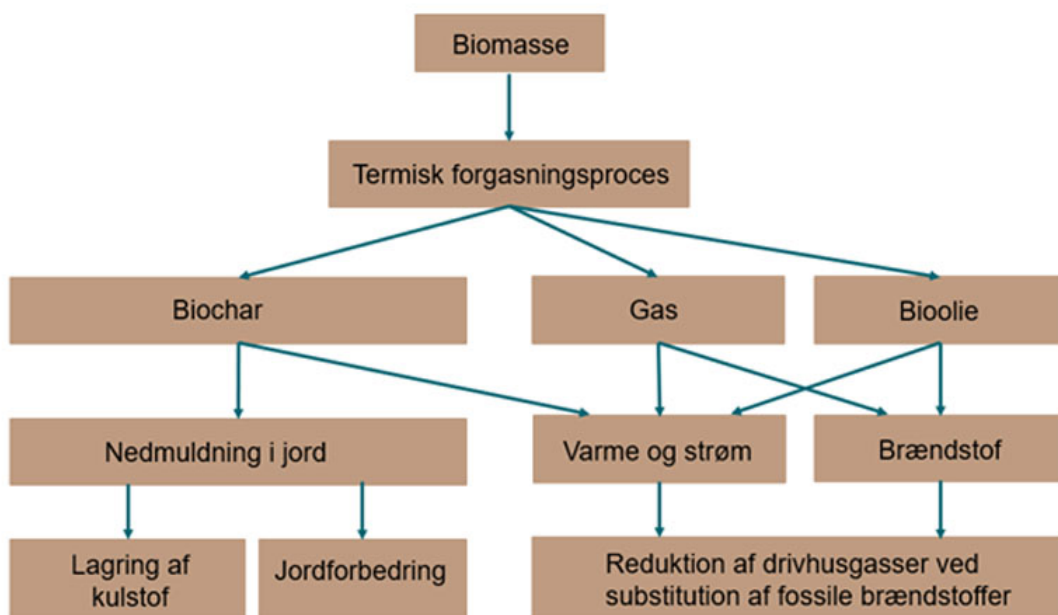 Biomasse
Termisk forgasningsproces
Biochar
Gas
Bioolie
Nedmuldning i jord
Varme og strøm
Brændstof
Lagring af
kulstof
Jordforbedring
Reduktion af drivhusgasser ved
substitution af fossile brændstoffer